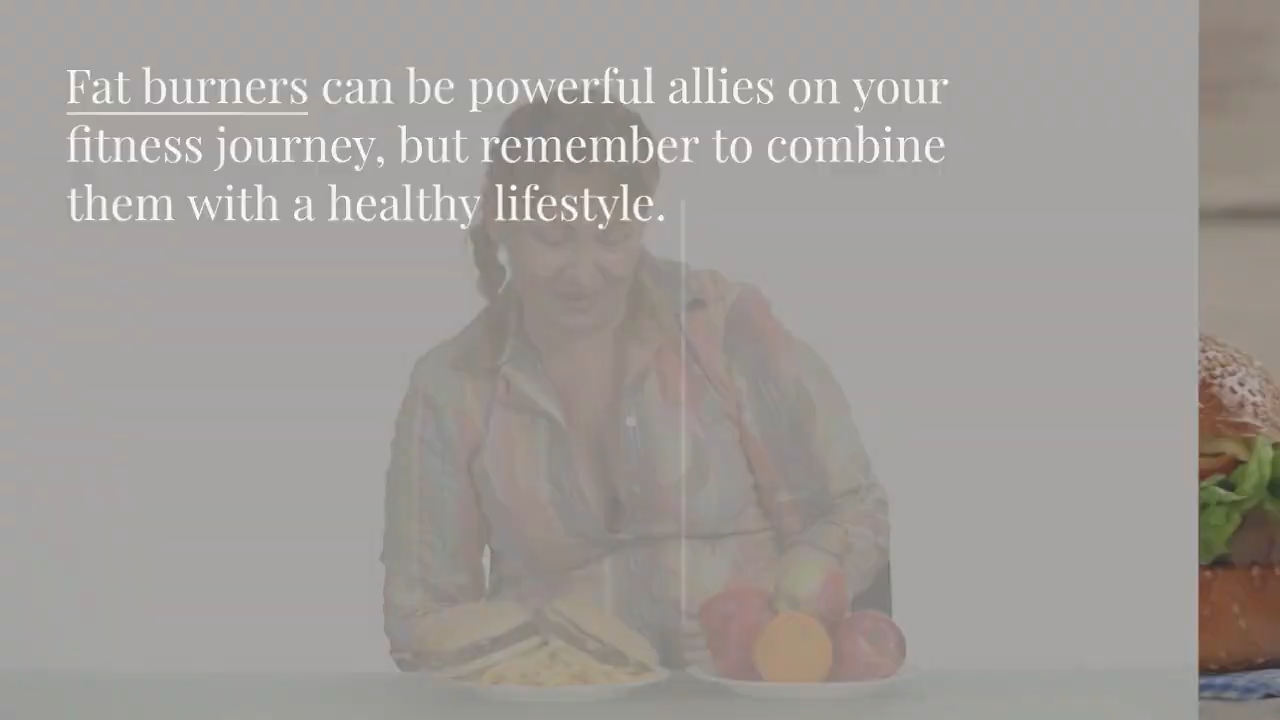 Fat burners can be powerful allies on your
fitness journey, but remember to combine
them with a healthy lifestyle.